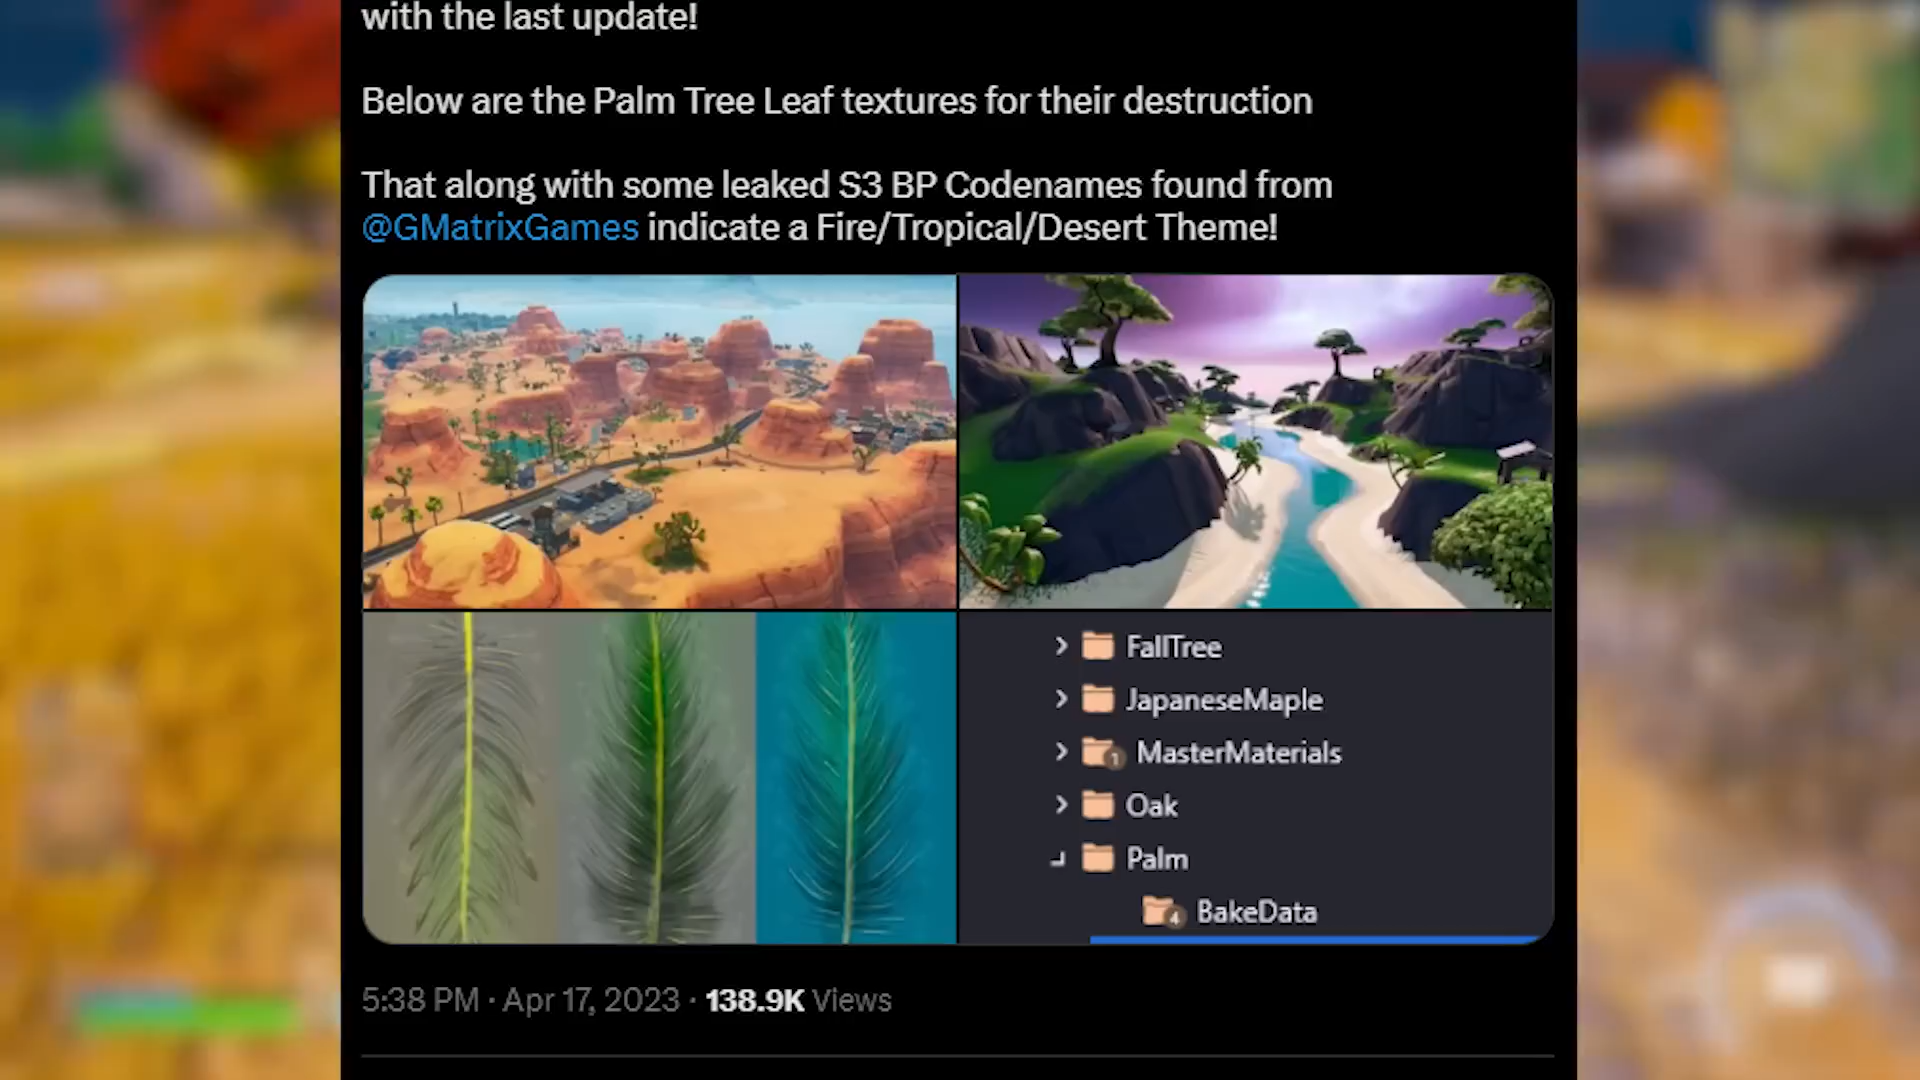 with the last update!
Below are the Palm Tree Leaf textures for their destruction
That along with some leaked S3 BP Codenames found from
@GMatrixGames indicate a Fire/Tropical/Desert Theme!
FallTree
JapaneseMaple
1 MasterMaterials
Oak
Palm
4 BakeData
5:38 PM · Apr 17, 2023 · 138.9K Views